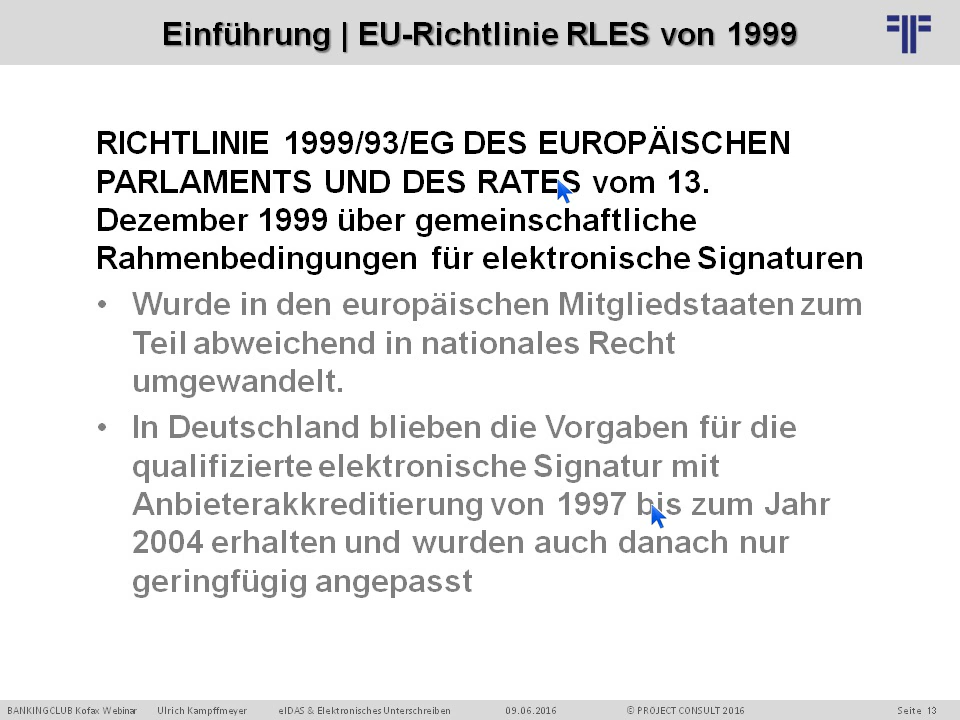 Einführung | EU-Richtlinie RLES von 1999
RICHTLINIE 1999/93/EG DES EUROPÄISCHEN
PARLAMENTS UND DES RATES vom 13.
Dezember 1999 über gemeinschaftliche
Rahmenbedingungen für elektronische Signaturen
• Wurde in den europäischen Mitgliedstaaten zum
Teil abweichend in nationales Recht
umgewandelt.
• In Deutschland blieben die Vorgaben für die
qualifizierte elektronische Signatur mit
Anbieterakkreditierung von 1997 bis zum Jahr
2004 erhalten und wurden auch danach nur
geringfügig angepasst
BANKINGCLUB Kofax Webinar Ulrich Kampffmeyer eIDAS & Elektronisches Unterschreiben 09.06.2016 © PROJECT CONSULT 2016 Seite 13